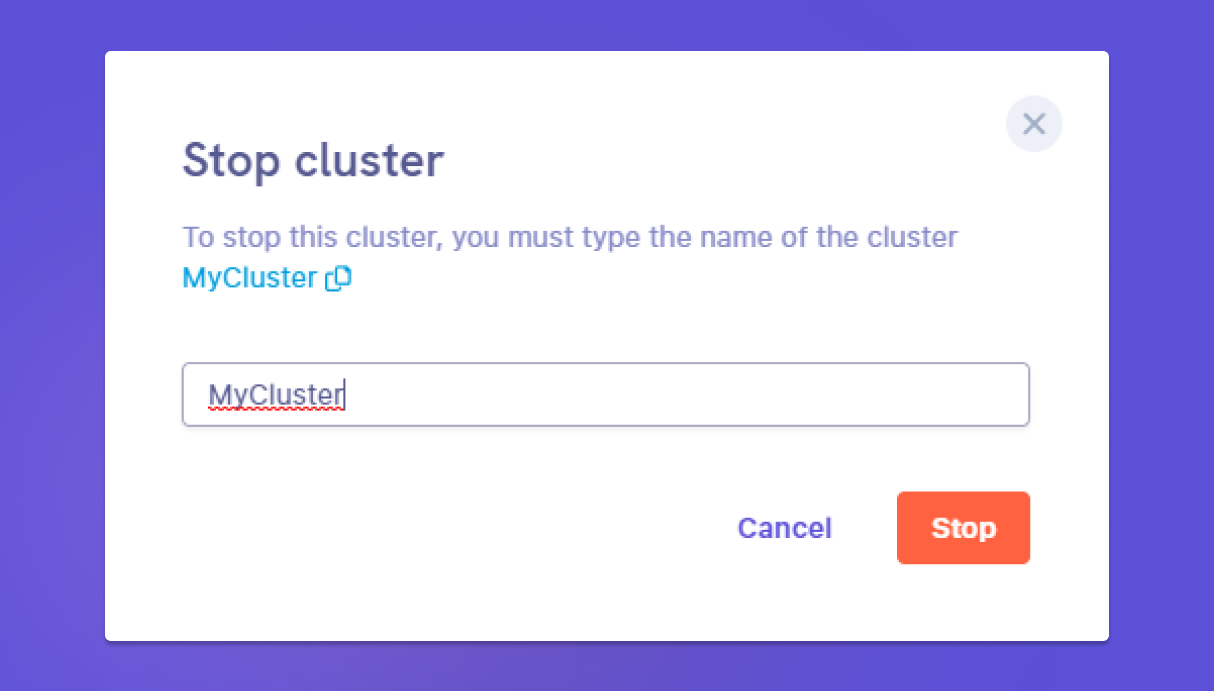 Stop cluster
To stop this cluster, you must type the name of the cluster
MyCluster
MyCluster
Cancel
Stop